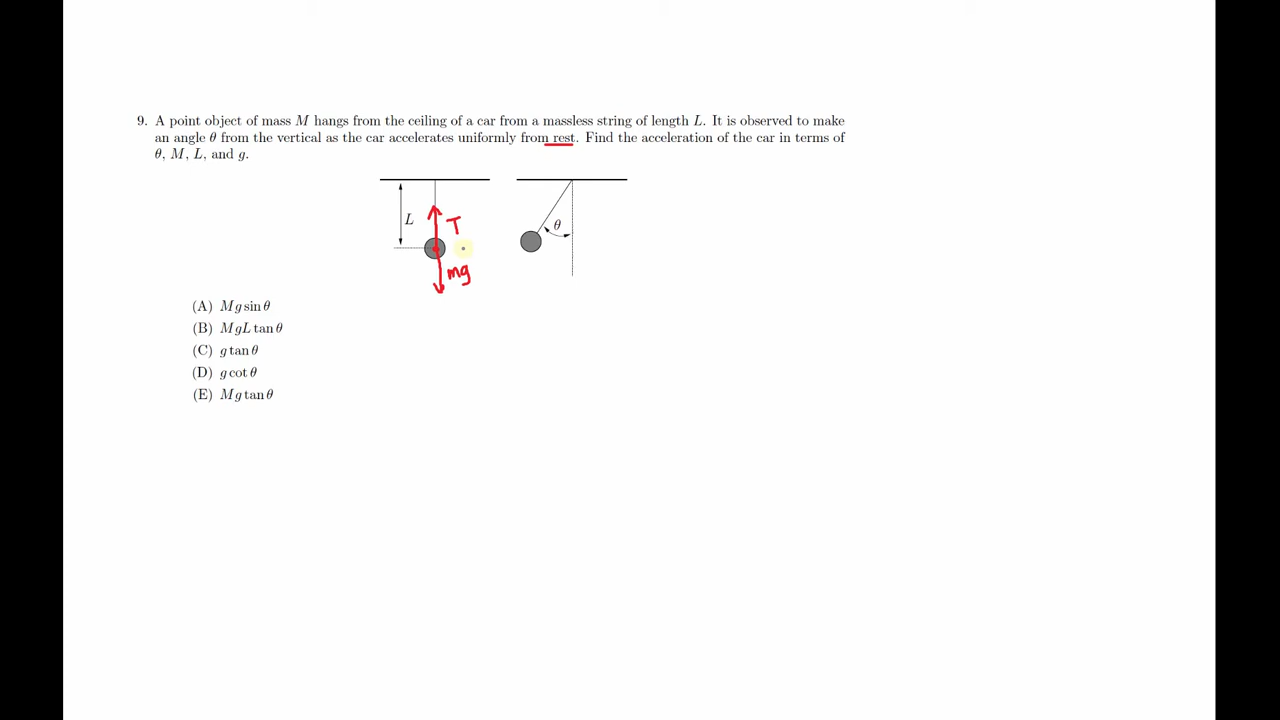 9. A point object of mass M hangs from the ceiling of a car from a massless string of length L. It is observed to make
an angle θ from the vertical as the car accelerates uniformly from rest. Find the acceleration of the car in terms of
θ, M, L, and g.
L
T
θ
mg
(A) Mg sin θ
(B) MgL tan θ
(C) g tan θ
(D) g cot θ
(E) Mg tan θ